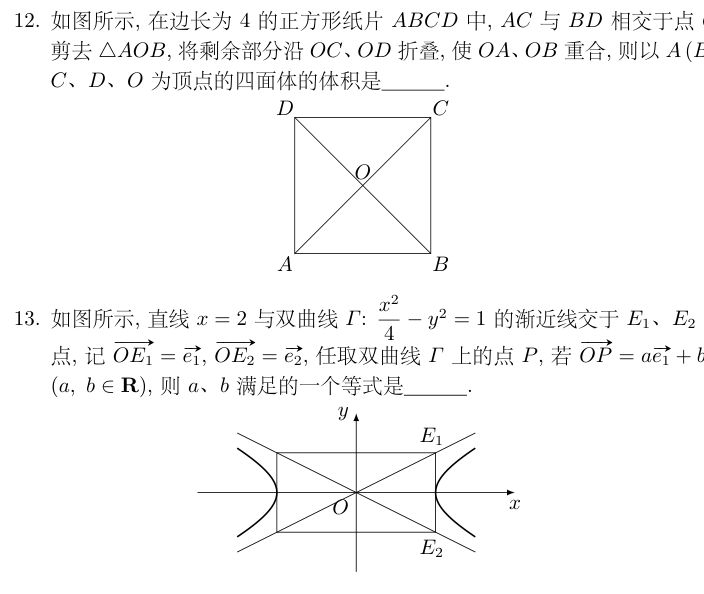 12. 如图所示, 在边长为 4 的正方形纸片 ABCD 中, AC 与 BD 相交于点
剪去 △AOB, 将剩余部分沿 OC、OD 折叠, 使 OA、OB 重合, 则以 A (
C、D、O 为顶点的四面体的体积是______.
D C
O
A B
13. 如图所示, 直线 x = 2 与双曲线 Γ: x²/4 − y² = 1 的渐近线交于 E₁、E₂
点, 记 \overrightarrow{OE₁} = \overrightarrow{e₁}, \overrightarrow{OE₂} = \overrightarrow{e₂}, 任取双曲线 Γ 上的点 P, 若 \overrightarrow{OP} = a\overrightarrow{e₁} + b
(a, b ∈ R), 则 a、b 满足的一个等式是______.
y
E₁
O x
E₂